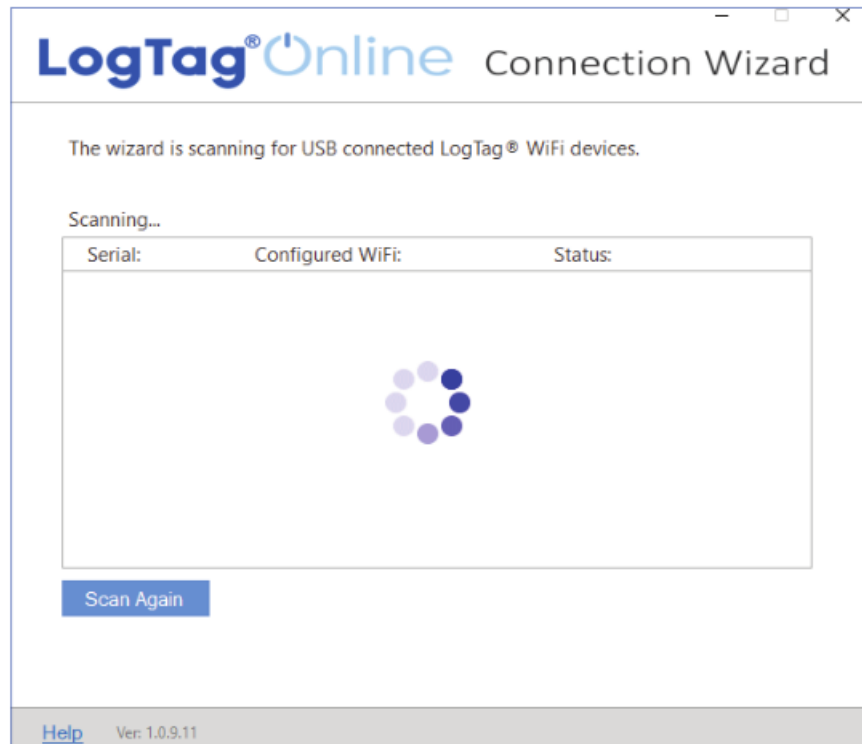 LogTag® Online Connection Wizard
The wizard is scanning for USB connected LogTag® WiFi devices.
Scanning...
Serial: Configured WiFi: Status:
Scan Again
Help Ver: 1.0.9.11